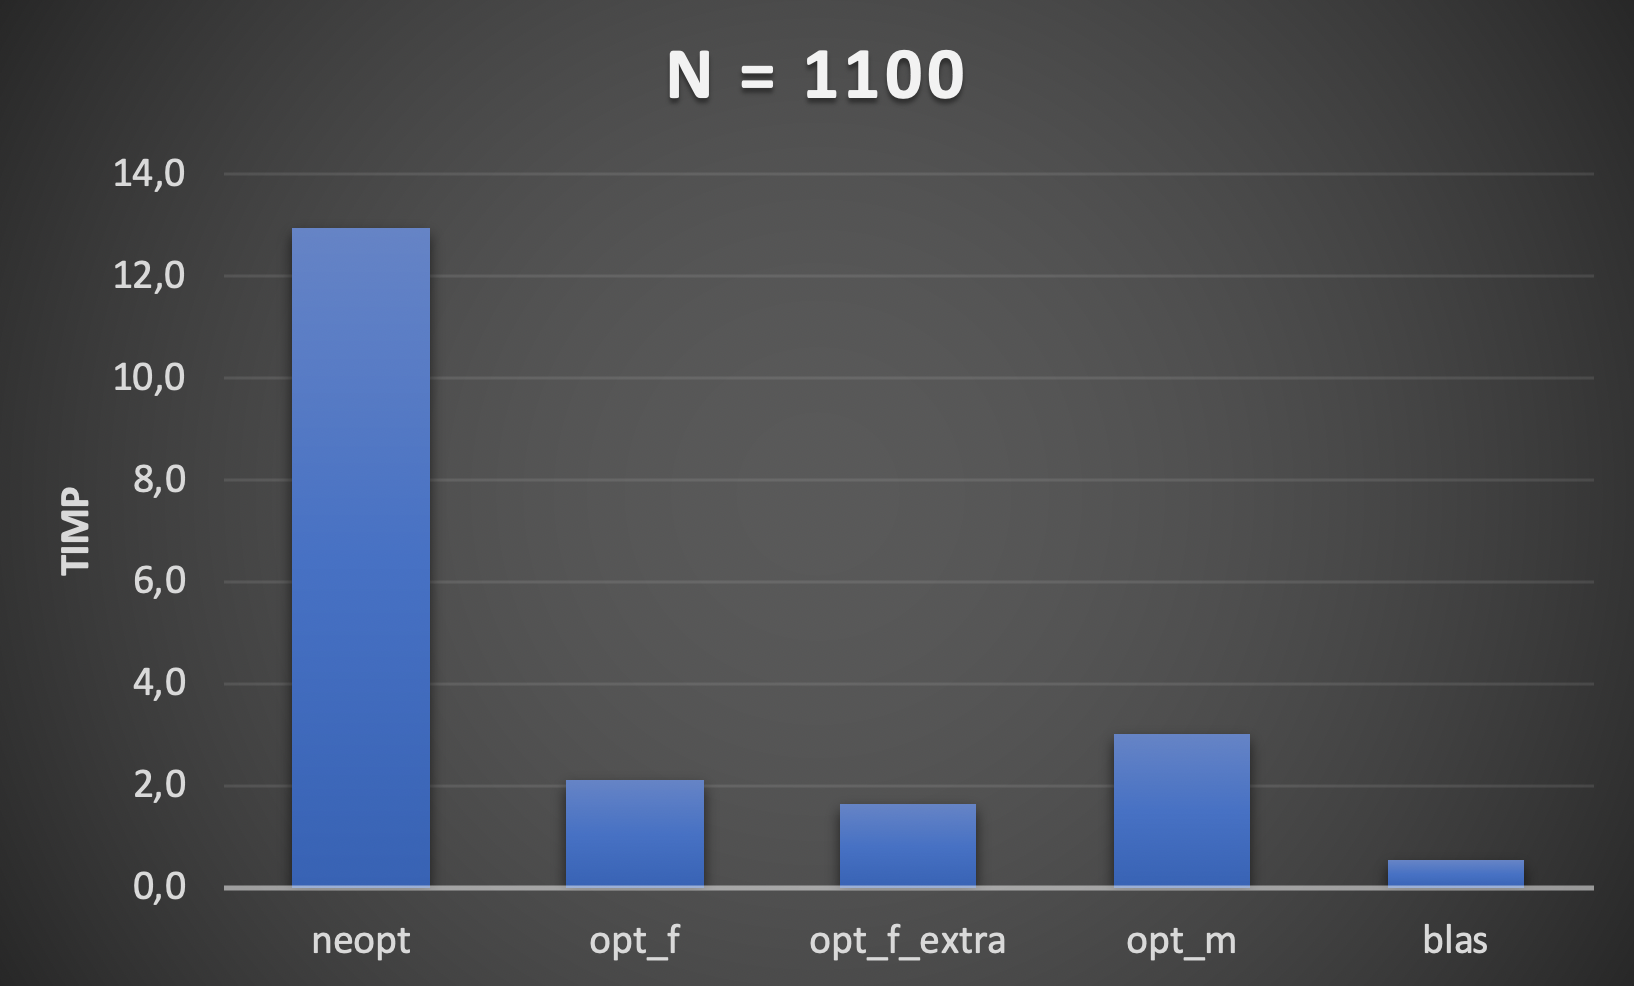 N = 1100
14,0
12,0
10,0
8,0
6,0
4,0
2,0
0,0
TIMP
neopt opt_f opt_f_extra opt_m blas